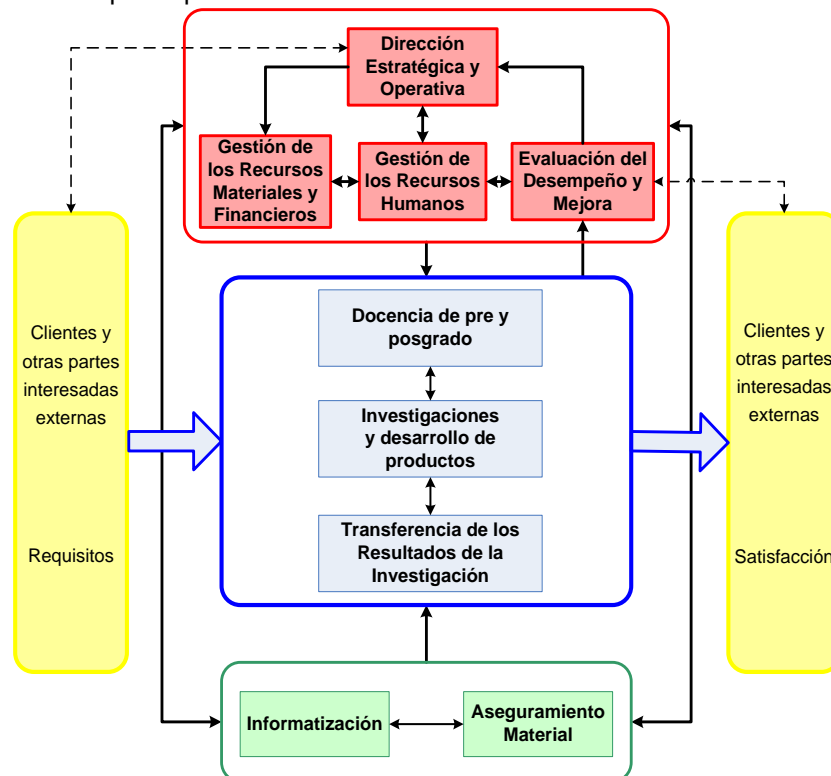 Dirección
Estratégica y
Operativa
Gestión de
los Recursos
Materiales y
Financieros
Gestión de
los Recursos
Humanos
Evaluación del
Desempeño y
Mejora
Clientes y
otras partes
interesadas
externas
Requisitos
Docencia de pre y
posgrado
Investigaciones
y desarrollo de
productos
Transferencia de los
Resultados de la
Investigación
Clientes y
otras partes
interesadas
externas
Satisfacción
Informatización
Aseguramiento
Material